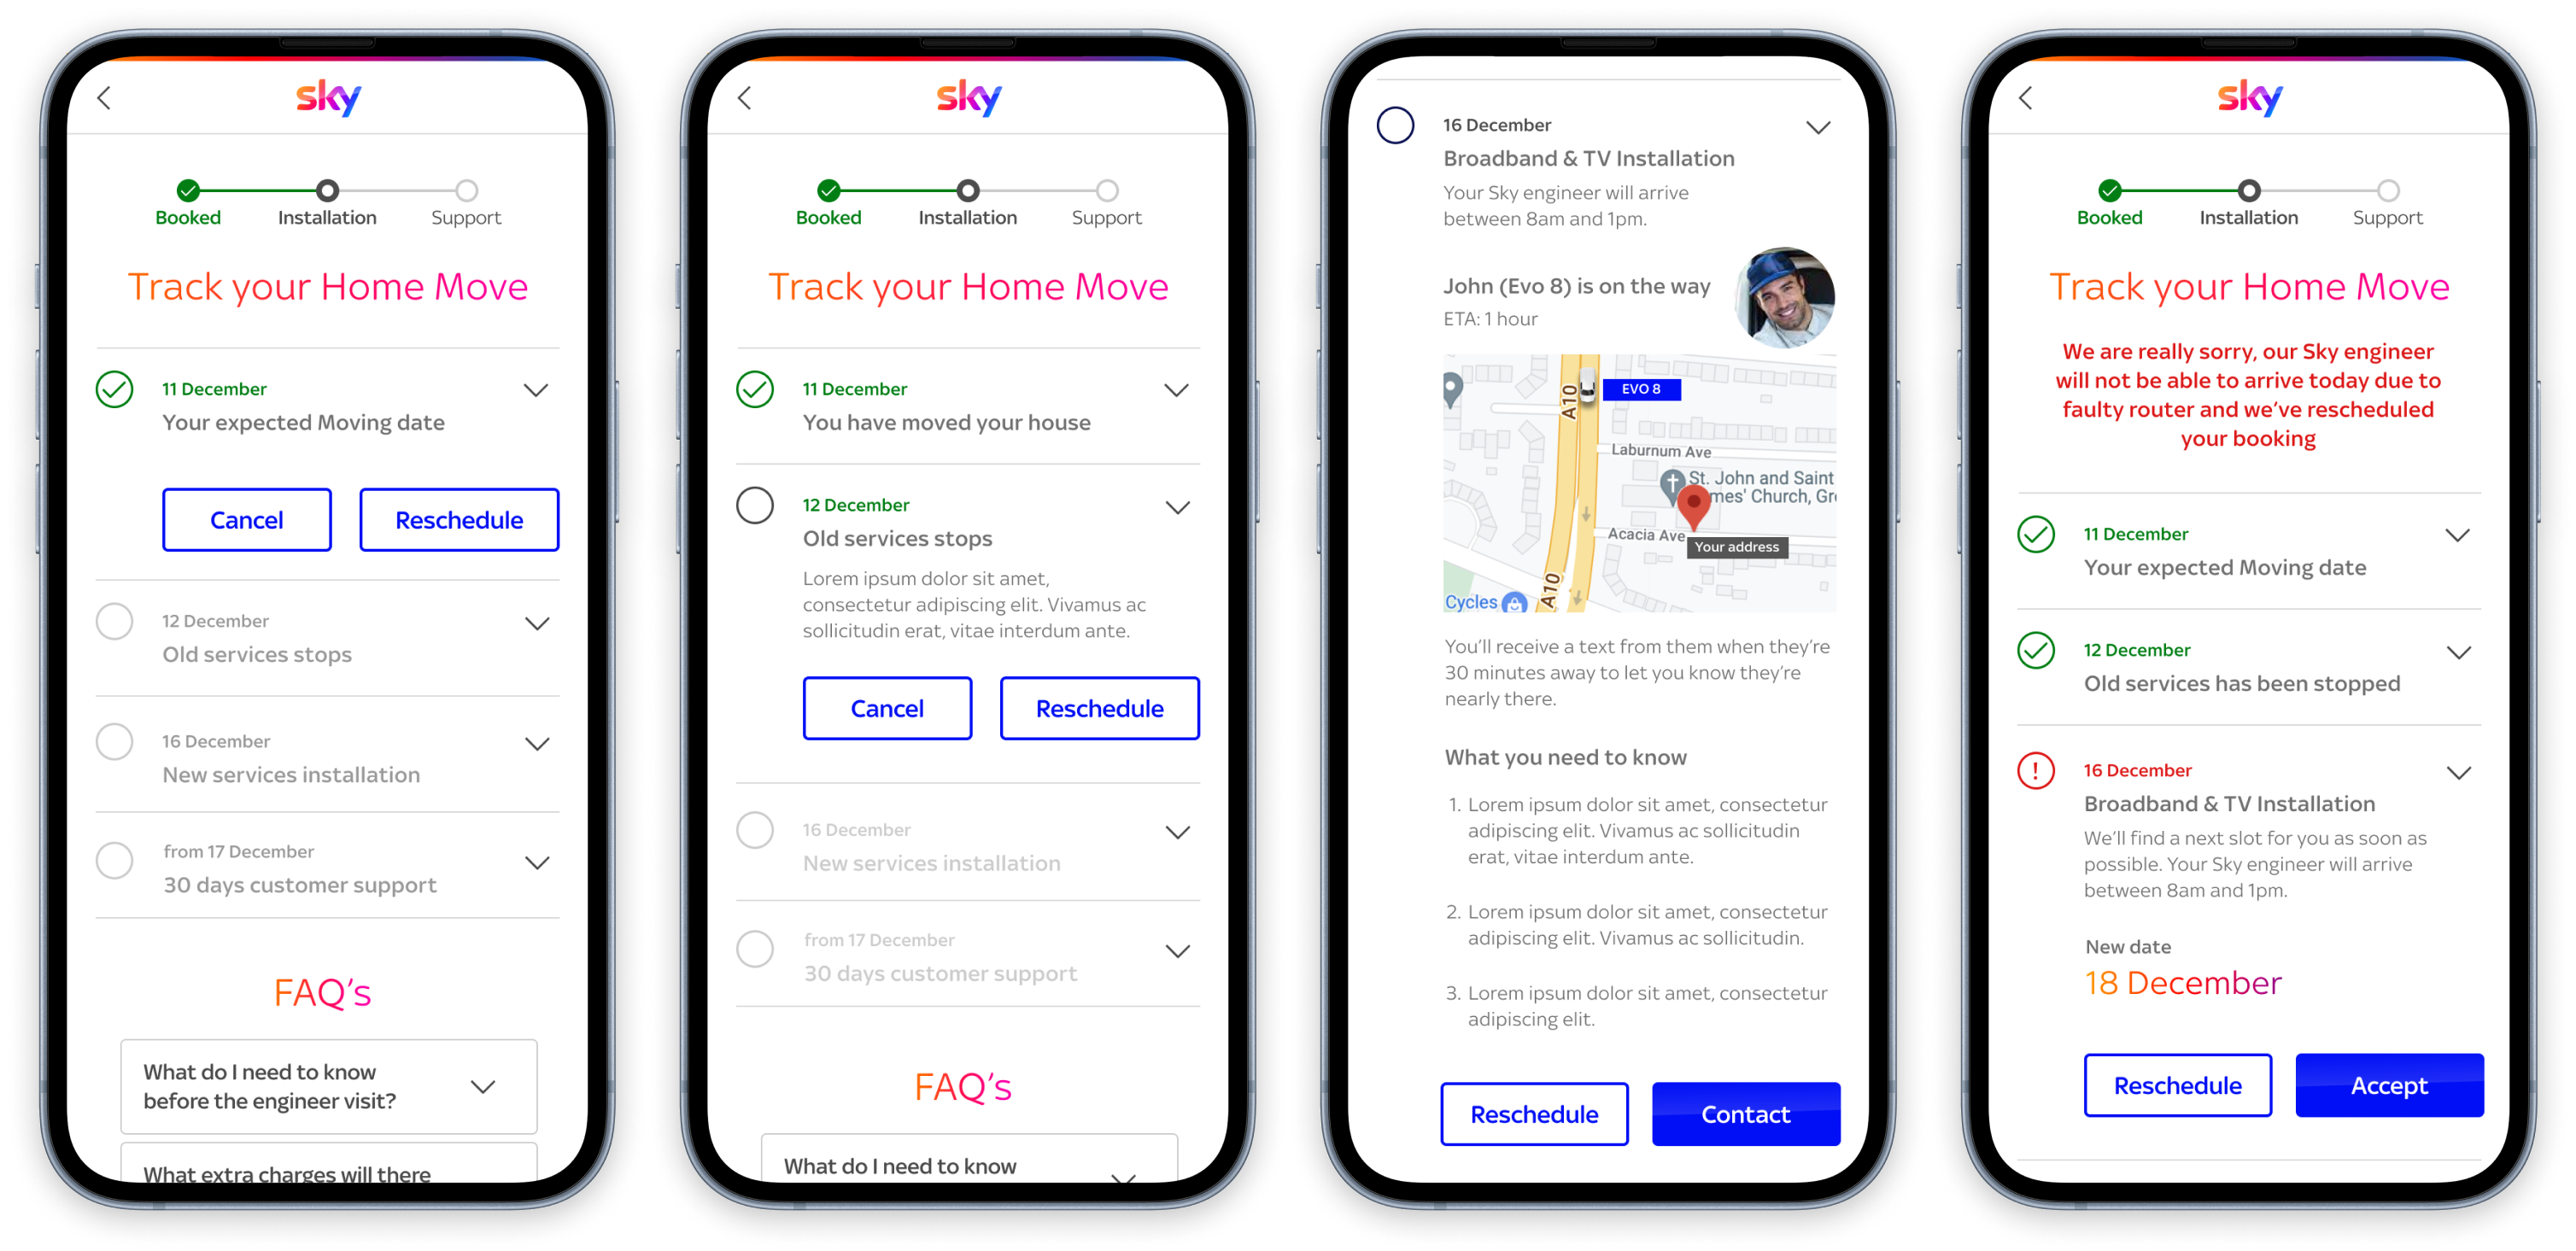 sky
Booked
Installation
Support
Track your Home Move
11 December
Your expected Moving date
Cancel
Reschedule
12 December
Old services stops
16 December
New services installation
from 17 December
30 days customer support
FAQ's
What do I need to know
before the engineer visit?
What extra charges will there
sky
Booked
Installation
Support
Track your Home Move
11 December
You have moved your house
12 December
Old services stops
Lorem ipsum dolor sit amet,
consectetur adipiscing elit. Vivamus ac
sollicitudin erat, vitae interdum ante.
Cancel
Reschedule
16 December
New services installation
from 17 December
30 days customer support
FAQ's
What do I need to know
16 December
Broadband & TV Installation
Your Sky engineer will arrive
between 8am and 1pm.
John (Evo 8) is on the way
ETA: 1 hour
A10
EVO 8
Laburnum Ave
St. John and Saint
mes' Church, Gr
Acacia Ave
Your address
A10
Cycles
You'll receive a text from them when they're
30 minutes away to let you know they're
nearly there.
What you need to know
1. Lorem ipsum dolor sit amet, consectetur
adipiscing elit. Vivamus ac sollicitudin
erat, vitae interdum ante.
2. Lorem ipsum dolor sit amet, consectetur
adipiscing elit. Vivamus ac sollicitudin.
3. Lorem ipsum dolor sit amet, consectetur
adipiscing elit.
Reschedule
Contact
sky
Booked
Installation
Support
Track your Home Move
We are really sorry, our Sky engineer
will not be able to arrive today due to
faulty router and we've rescheduled
your booking
11 December
Your expected Moving date
12 December
Old services has been stopped
16 December
Broadband & TV Installation
We'll find a next slot for you as soon as
possible. Your Sky engineer will arrive
between 8am and 1pm.
New date
18 December
Reschedule
Accept